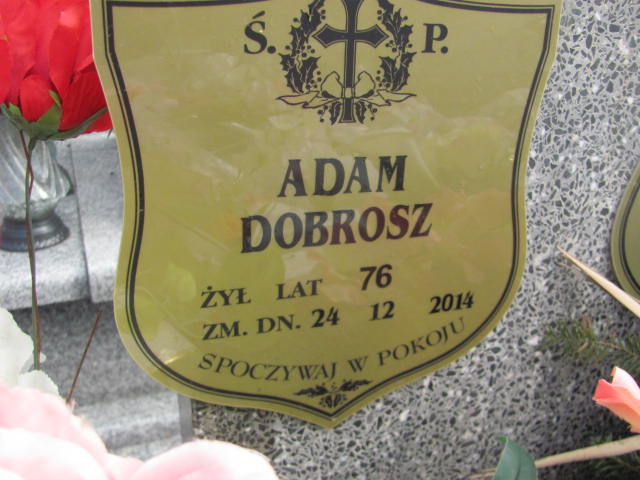 Ś. P.
ADAM
DOBROSZ
ŻYŁ LAT 76
ZM. DN. 24 12 2014
SPOCZYWAJ W POKOJU